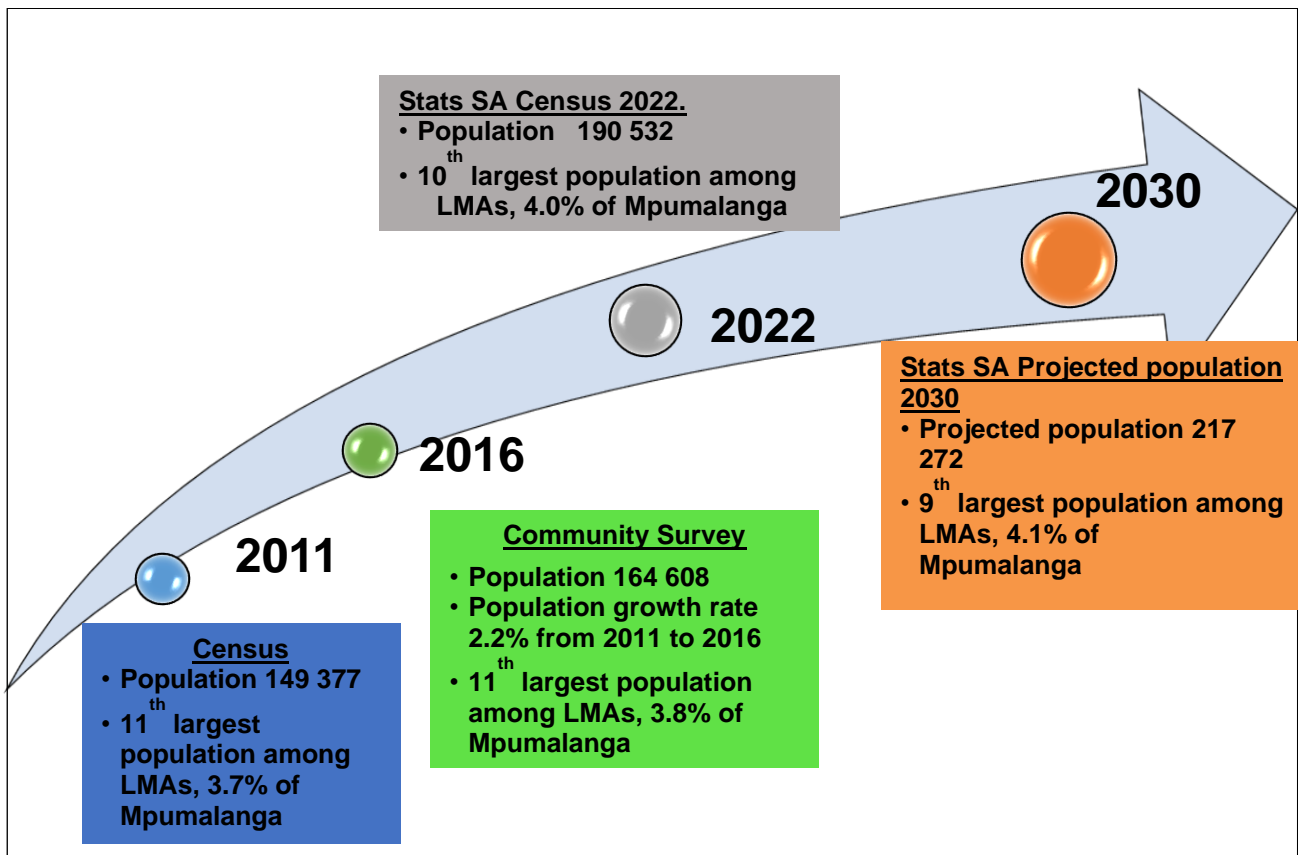 Stats SA Census 2022.
• Population 190 532
• 10th largest population among
LMAs, 4.0% of Mpumalanga
2030
2022
Stats SA Projected population
2030
• Projected population 217
272
• 9th largest population among
LMAs, 4.1% of
Mpumalanga
2016
Community Survey
• Population 164 608
• Population growth rate
2.2% from 2011 to 2016
• 11th largest population
among LMAs, 3.8% of
Mpumalanga
2011
Census
• Population 149 377
• 11th largest
population among
LMAs, 3.7% of
Mpumalanga